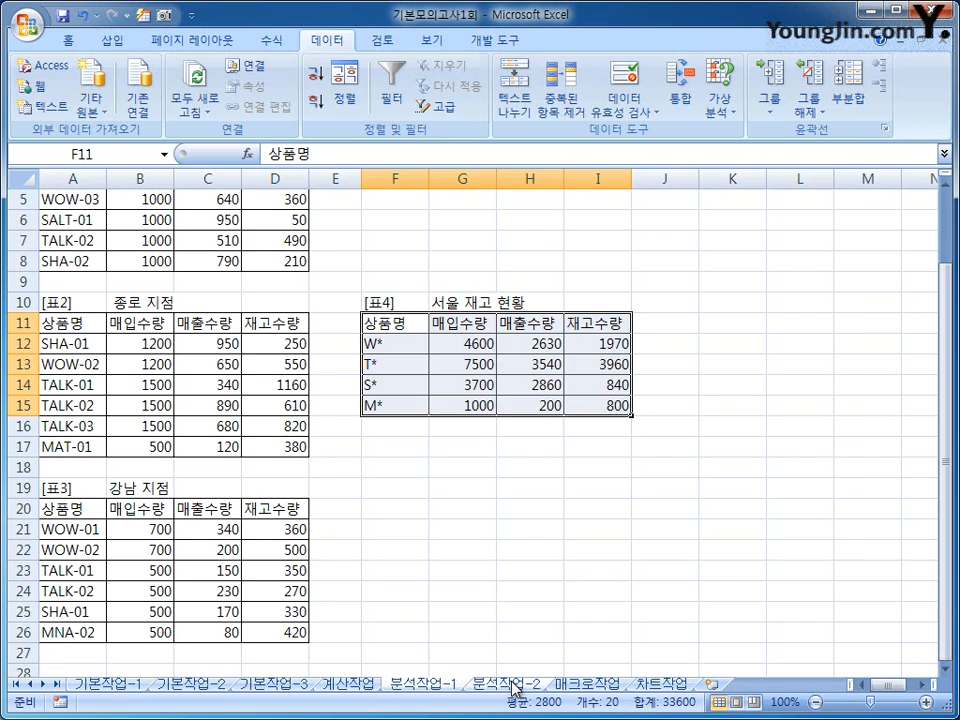 기본모의고사1회 - Microsoft Excel
YoungJin.com Y.
홈 삽입 페이지 레이아웃 수식 데이터 검토 보기 개발 도구
Access 웹 텍스트 기타 원본 기존 연결 모두 새로 고침 연결 속성 연결 편집 정렬 필터 지우기 다시 적용 고급 텍스트 나누기 중복된 항목 제거 데이터 유효성 검사 통합 가상 분석 그룹 그룹 해제 부분합
외부 데이터 가져오기 연결 정렬 및 필터 데이터 도구 윤곽선
F11 fx 상품명
A B C D E F G H I J K L M N
5 WOW-03 1000 640 360
6 SALT-01 1000 950 50
7 TALK-02 1000 510 490
8 SHA-02 1000 790 210
9
10 [표2] 종로 지점 [표4] 서울 재고 현황
11 상품명 매입수량 매출수량 재고수량 상품명 매입수량 매출수량 재고수량
12 SHA-01 1200 950 250 W* 4600 2630 1970
13 WOW-02 1200 650 550 T* 7500 3540 3960
14 TALK-01 1500 340 1160 S* 3700 2860 840
15 TALK-02 1500 890 610 M* 1000 200 800
16 TALK-03 1500 680 820
17 MAT-01 500 120 380
18
19 [표3] 강남 지점
20 상품명 매입수량 매출수량 재고수량
21 WOW-01 700 340 360
22 WOW-02 700 200 500
23 TALK-01 500 150 350
24 TALK-02 500 230 270
25 SHA-01 500 170 330
26 MNA-02 500 80 420
27
28
기본작업-1 기본작업-2 기본작업-3 계산작업 분석작업-1 분석작업-2 매크로작업 차트작업
준비 평균: 2800 개수: 20 합계: 33600 100%